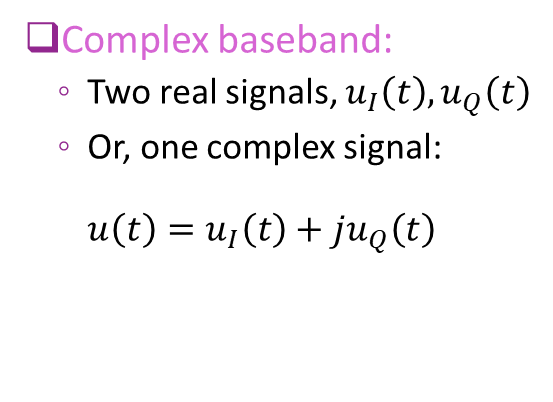 ❑Complex baseband:
◦ Two real signals, u_I(t), u_Q(t)
◦ Or, one complex signal:
u(t) = u_I(t) + ju_Q(t)